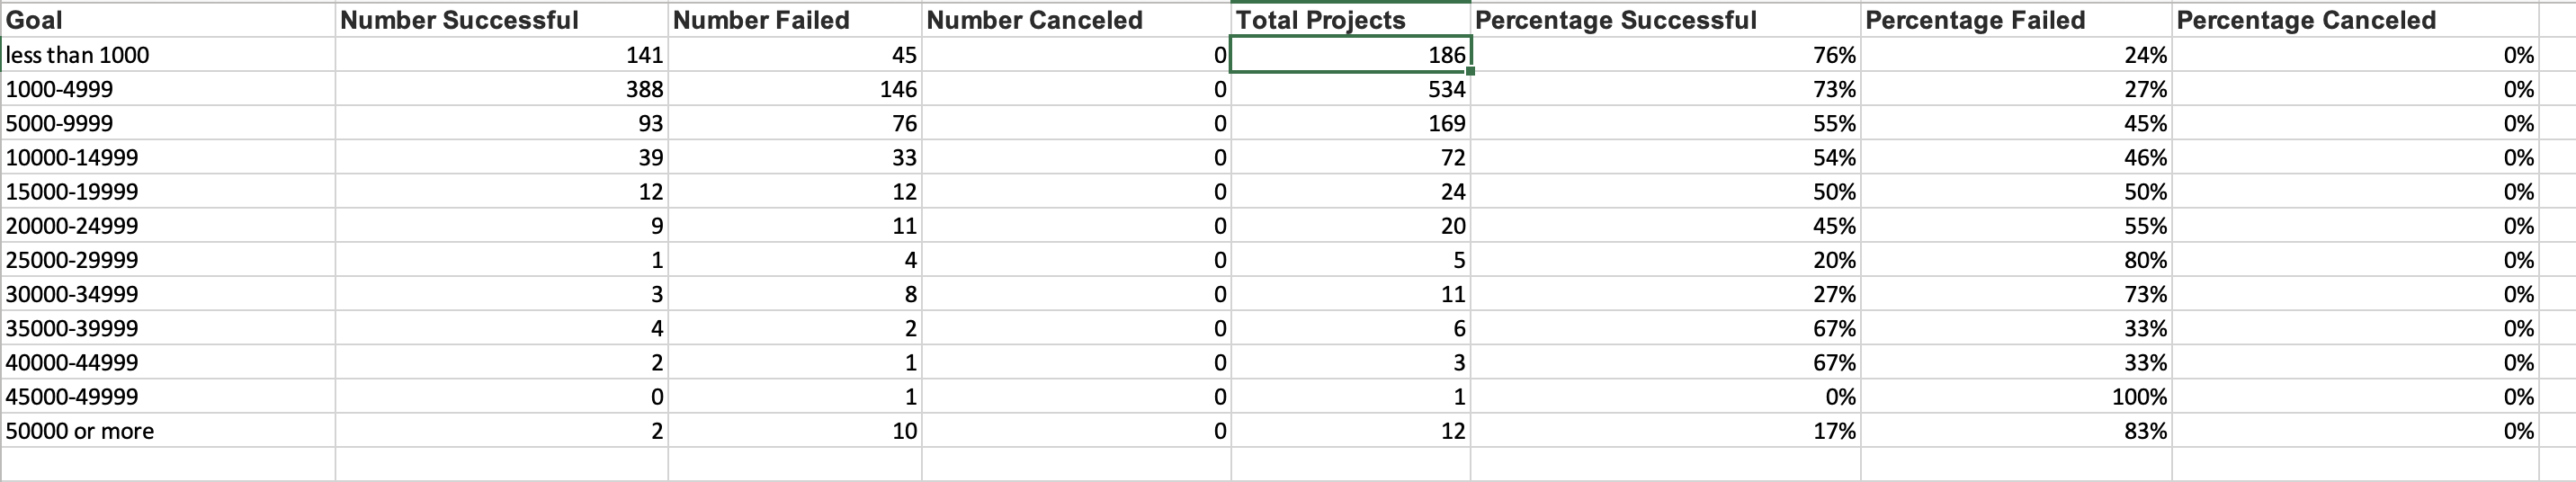 Goal Number Successful Number Failed Number Canceled Total Projects Percentage Successful Percentage Failed Percentage Canceled
less than 1000 141 45 0 186 76% 24% 0%
1000-4999 388 146 0 534 73% 27% 0%
5000-9999 93 76 0 169 55% 45% 0%
10000-14999 39 33 0 72 54% 46% 0%
15000-19999 12 12 0 24 50% 50% 0%
20000-24999 9 11 0 20 45% 55% 0%
25000-29999 1 4 0 5 20% 80% 0%
30000-34999 3 8 0 11 27% 73% 0%
35000-39999 4 2 0 6 67% 33% 0%
40000-44999 2 1 0 3 67% 33% 0%
45000-49999 0 1 0 1 0% 100% 0%
50000 or more 2 10 0 12 17% 83% 0%